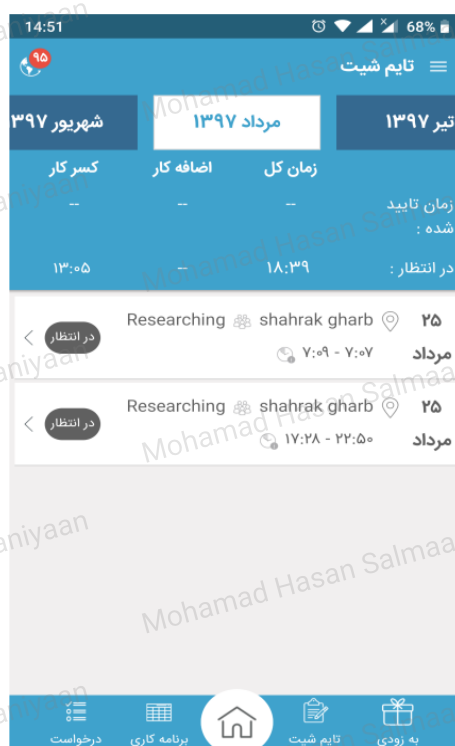 14:51
68%
تایم شیت
۹۵
تیر ۱۳۹۷
مرداد ۱۳۹۷
شهریور ۱۳۹۷
زمان کل اضافه کار کسر کار
زمان تایید شده : -- -- --
در انتظار : ۱۸:۳۹ -- ۱۳:۰۵
۲۵ مرداد
shahrak gharb Researching
۷:۰۹ - ۷:۰۷
در انتظار
۲۵ مرداد
shahrak gharb Researching
۱۷:۲۸ - ۲۲:۵۰
در انتظار
به زودی
تایم شیت
برنامه کاری
درخواست
Mohamad Hasan Salmaaniyaan